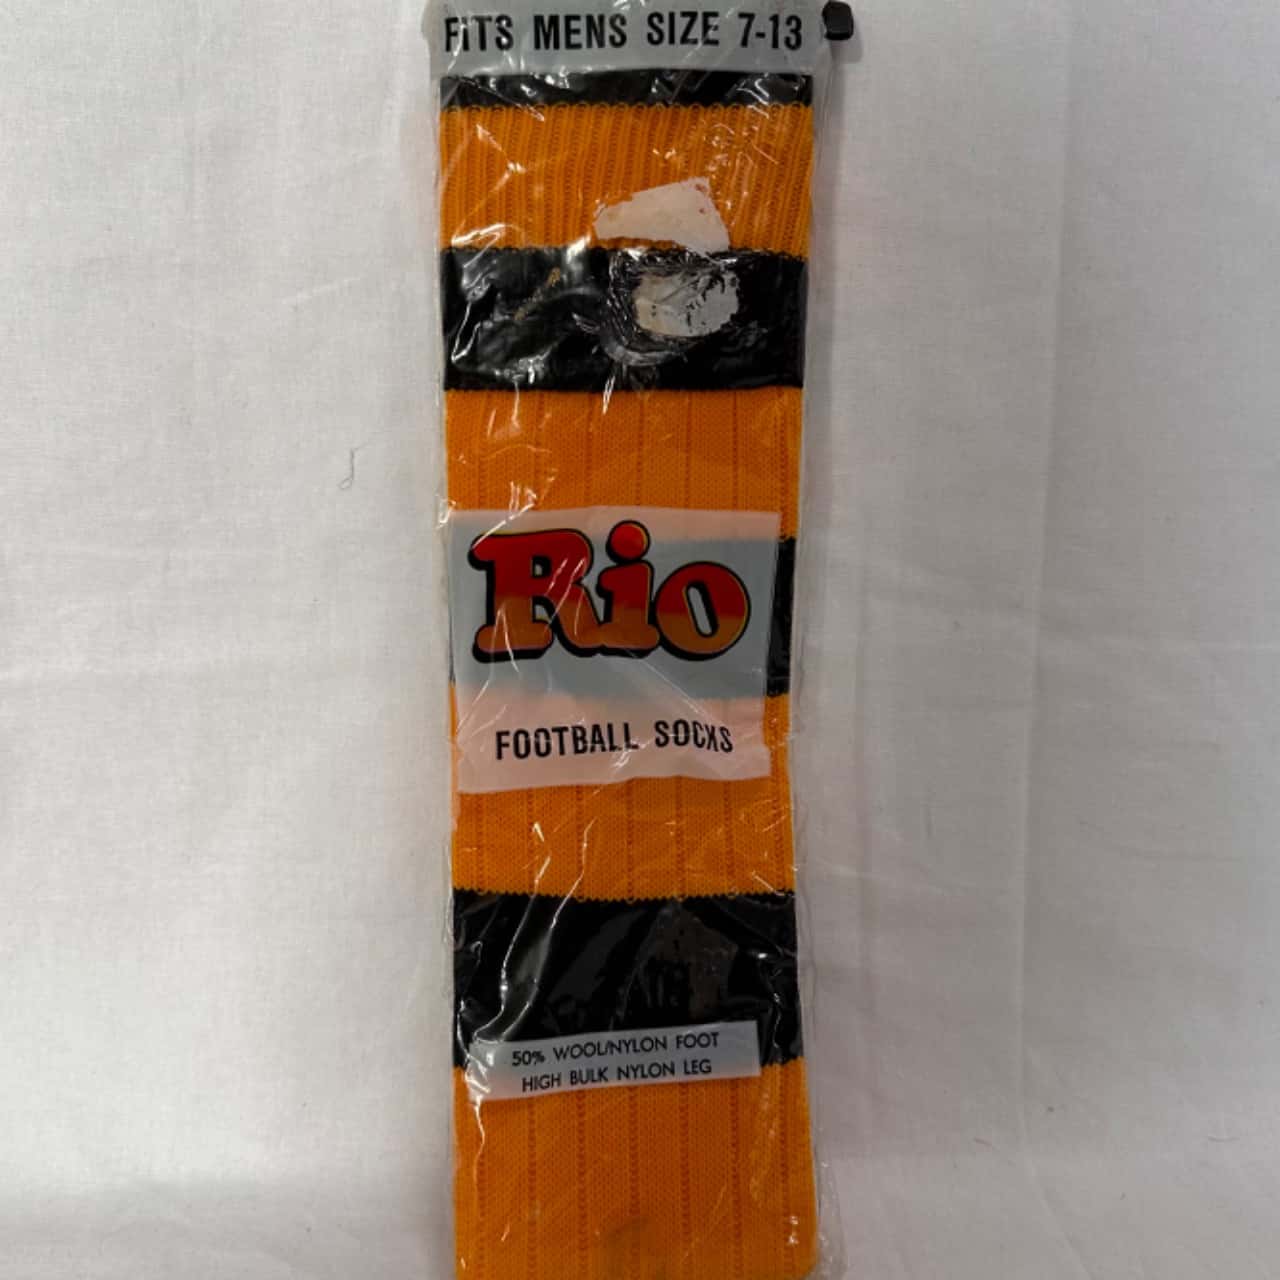 FITS MENS SIZE 7-13
Rio
FOOTBALL SOCKS
50% WOOL/NYLON FOOT
HIGH BULK NYLON LEG